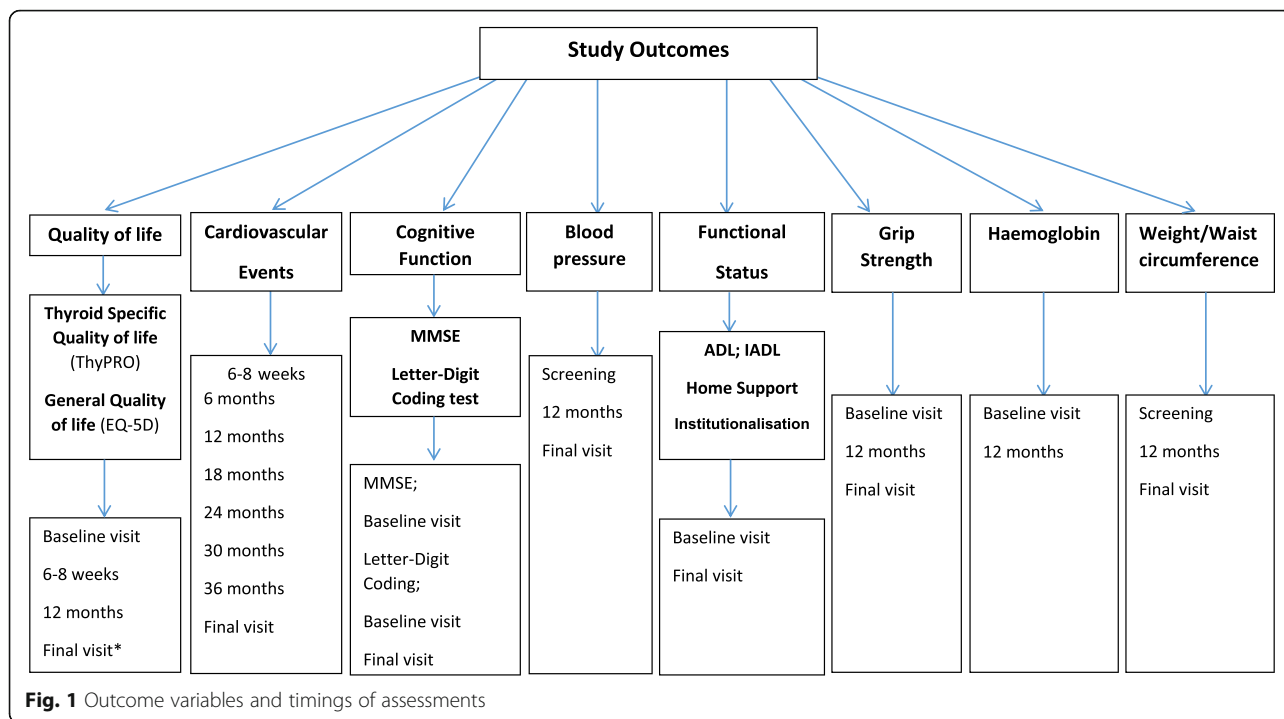 Study Outcomes
Quality of life
Thyroid Specific
Quality of life
(ThyPRO)
General Quality
of life (EQ-5D)
Baseline visit
6-8 weeks
12 months
Final visit*
Cardiovascular
Events
6-8 weeks
6 months
12 months
18 months
24 months
30 months
36 months
Final visit
Cognitive
Function
MMSE
Letter-Digit
Coding test
MMSE;
Baseline visit
Letter-Digit
Coding;
Baseline visit
Final visit
Blood
pressure
Screening
12 months
Final visit
Functional
Status
ADL; IADL
Home Support
Institutionalisation
Baseline visit
Final visit
Grip
Strength
Baseline visit
12 months
Final visit
Haemoglobin
Baseline visit
12 months
Weight/Waist
circumference
Screening
12 months
Final visit
Fig. 1 Outcome variables and timings of assessments